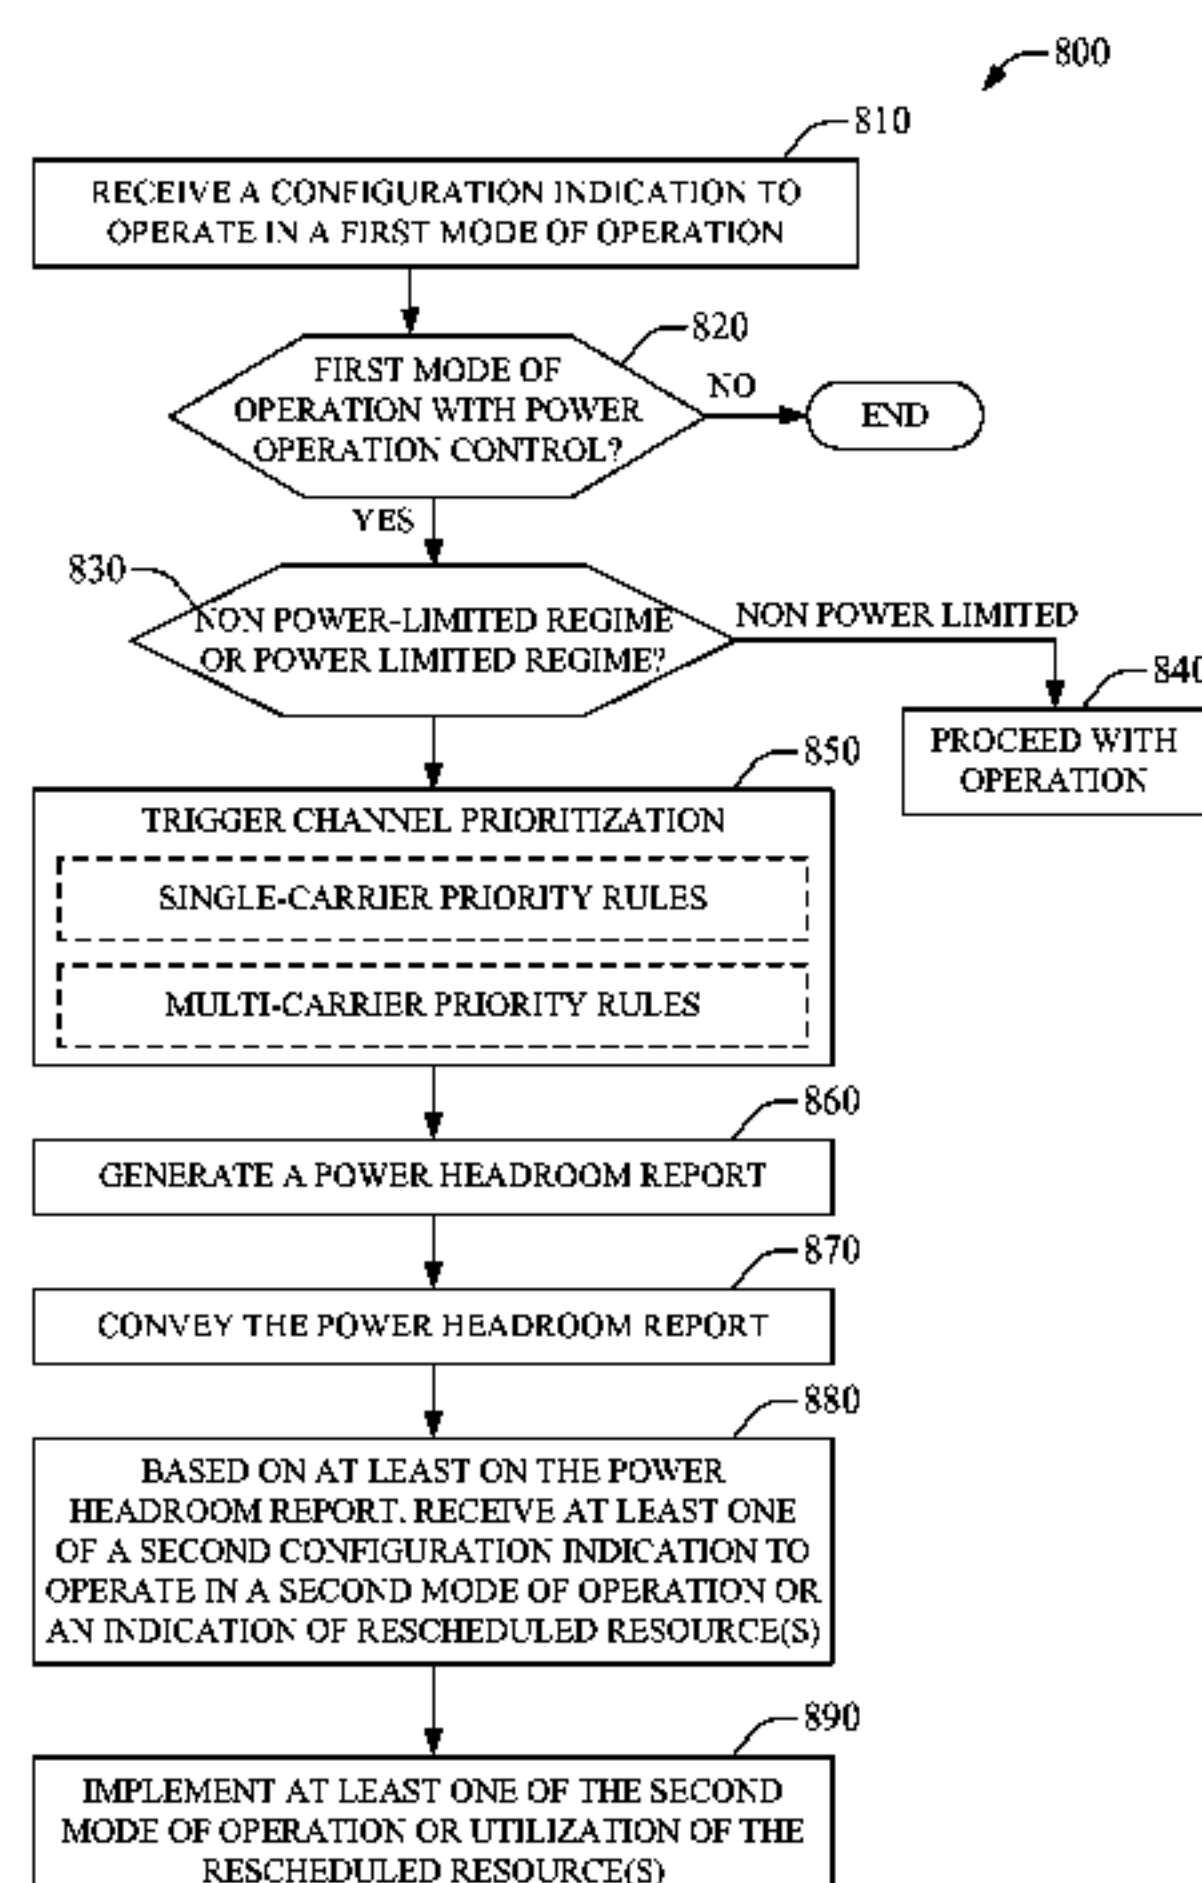 800
810
RECEIVE A CONFIGURATION INDICATION TO
OPERATE IN A FIRST MODE OF OPERATION
820
FIRST MODE OF
OPERATION WITH POWER
OPERATION CONTROL?
NO
END
YES
830
NON POWER-LIMITED REGIME
OR POWER LIMITED REGIME?
NON POWER LIMITED
840
PROCEED WITH
OPERATION
850
TRIGGER CHANNEL PRIORITIZATION
SINGLE-CARRIER PRIORITY RULES
MULTI-CARRIER PRIORITY RULES
860
GENERATE A POWER HEADROOM REPORT
870
CONVEY THE POWER HEADROOM REPORT
880
BASED ON AT LEAST ON THE POWER
HEADROOM REPORT, RECEIVE AT LEAST ONE
OF A SECOND CONFIGURATION INDICATION TO
OPERATE IN A SECOND MODE OF OPERATION OR
AN INDICATION OF RESCHEDULED RESOURCE(S)
890
IMPLEMENT AT LEAST ONE OF THE SECOND
MODE OF OPERATION OR UTILIZATION OF THE
RESCHEDULED RESOURCE(S)